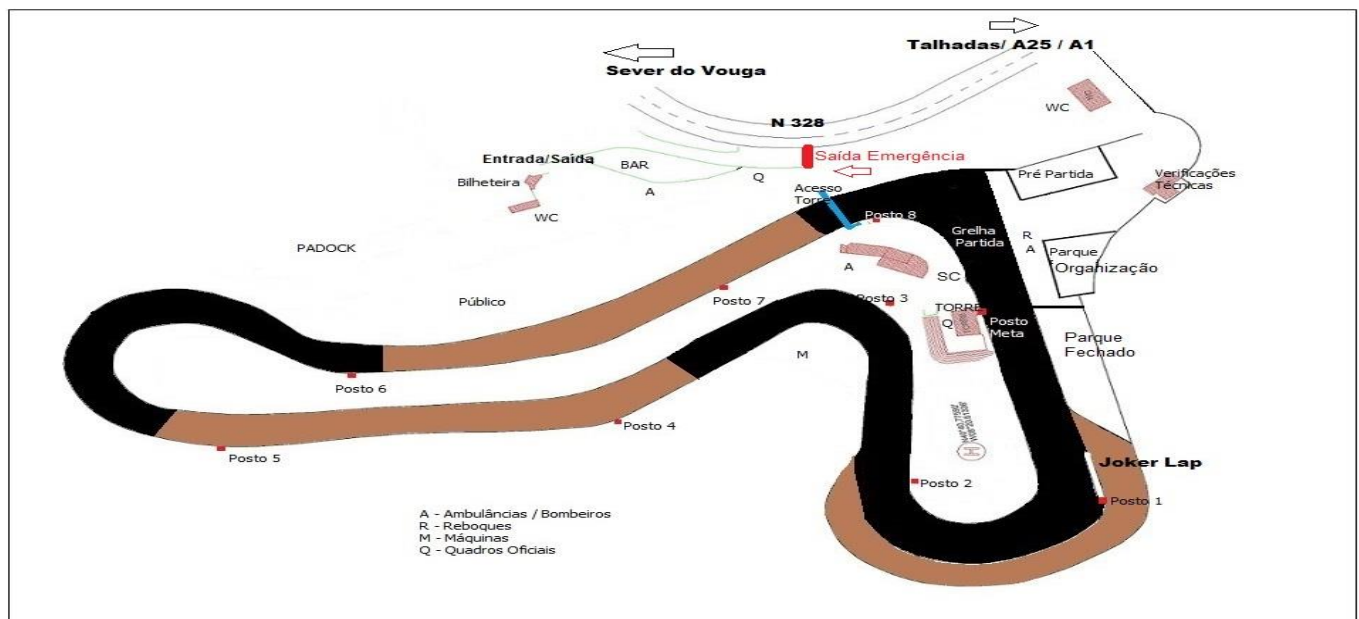 Talhadas/ A25 / A1
Sever do Vouga
WC
N 328
Entrada/Saída
BAR
Saída Emergência
Bilheteira
A
Q
Pré Partida
Verificações
Técnicas
WC
Acesso
Torre
Posto 8
PADOCK
Grelha
Partida
R
A
Parque
Organização
A
SC
Público
Posto 7
Posto 3
TORRE
Q
Posto
Meta
Parque
Fechado
M
Posto 6
Posto 4
Posto 5
H
Joker Lap
Posto 2
Posto 1
A - Ambulâncias / Bombeiros
R - Reboques
M - Máquinas
Q - Quadros Oficiais